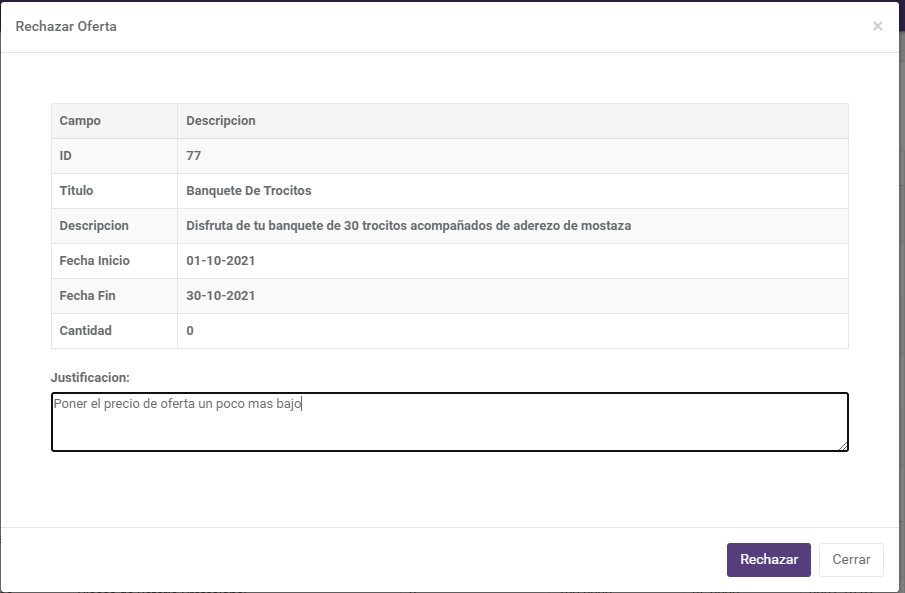 Rechazar Oferta ×
Campo Descripcion
ID 77
Titulo Banquete De Trocitos
Descripcion Disfruta de tu banquete de 30 trocitos acompañados de aderezo de mostaza
Fecha Inicio 01-10-2021
Fecha Fin 30-10-2021
Cantidad 0
Justificacion:
Poner el precio de oferta un poco mas bajo
Rechazar Cerrar